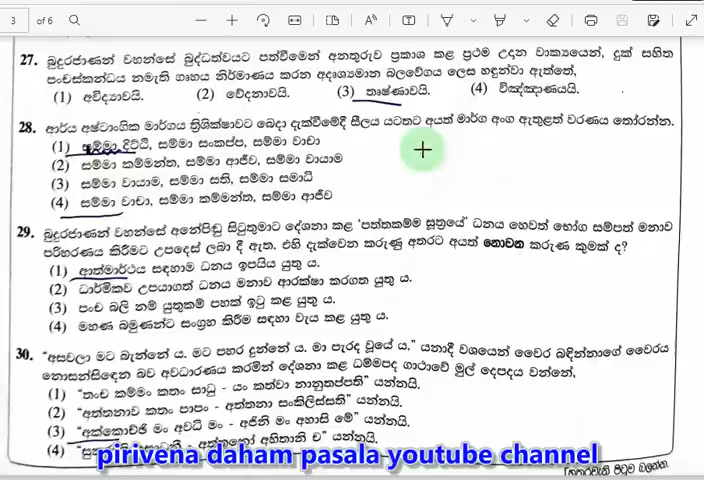 3 of 6
27. බුදුරජාණන් වහන්සේ බුද්ධත්වයට පත්වීමෙන් අනතුරුව ප්‍රකාශ කළ ප්‍රථම උදාන වාක්‍යයෙන්, දුක් සහිත
පංචස්කන්ධය නමැති ගෘහය නිර්මාණය කරන අදෘශ්‍යමාන බලවේගය ලෙස හඳුන්වා ඇත්තේ,
(1) අවිද්‍යාවයි. (2) වේදනාවයි. (3) තෘෂ්ණාවයි. (4) විඤ්ඤාණයයි.
28. ආර්ය අෂ්ටාංගික මාර්ගය ත්‍රිශික්ෂාවට බෙදා දැක්වීමේදී සීලය යටතට අයත් මාර්ග අංග ඇතුළත් වරණය තෝරන්න.
(1) සම්මා දිට්ඨි, සම්මා සංකප්ප, සම්මා වාචා
(2) සම්මා කම්මන්ත, සම්මා ආජීව, සම්මා වායාම
(3) සම්මා වායාම, සම්මා සති, සම්මා සමාධි
(4) සම්මා වාචා, සම්මා කම්මන්ත, සම්මා ආජීව
29. බුදුරජාණන් වහන්සේ අනේපිඬු සිටුතුමාට දේශනා කළ ‘පත්තකම්ම සූත්‍රයේ’ ධනය හෙවත් භෝග සම්පත් මනාව
පරිහරණය කිරීමට උපදෙස් ලබා දී ඇත. එහි දැක්වෙන කරුණු අතරට අයත් නොවන කරුණ කුමක් ද?
(1) ආත්මාර්ථය සඳහාම ධනය ඉපයිය යුතු ය.
(2) ධාර්මිකව උපයාගත් ධනය මනාව ආරක්ෂා කරගත යුතු ය.
(3) පංච බලි නම් යුතුකම් පහක් ඉටු කළ යුතු ය.
(4) මහණ බමුණන්ට සංග්‍රහ කිරීම සඳහා වැය කළ යුතු ය.
30. “අසවලා මට බැන්නේ ය. මට පහර දුන්නේ ය. මා පැරද වූයේ ය.” යනාදී වශයෙන් වෛර බඳින්නාගේ වෛරය
නොසන්සිඳෙන බව අවධාරණය කරමින් දේශනා කළ ධම්මපද ගාථාවේ මුල් දෙපදය වන්නේ,
(1) “තංච කම්මං කතං සාධු - යං කත්වා නානුතප්පති” යන්නයි.
(2) “අත්තනාව කතං පාපං - අත්තනා සංකිලිස්සති” යන්නයි.
(3) “අක්කොච්ඡි මං අවධි මං - අජිනි මං අහාසි මේ” යන්නයි.
(4) අත්තනෝ අහිතානි ච” යන්නයි.
pirivena daham pasala youtube channel
පිටුව බලන්න.